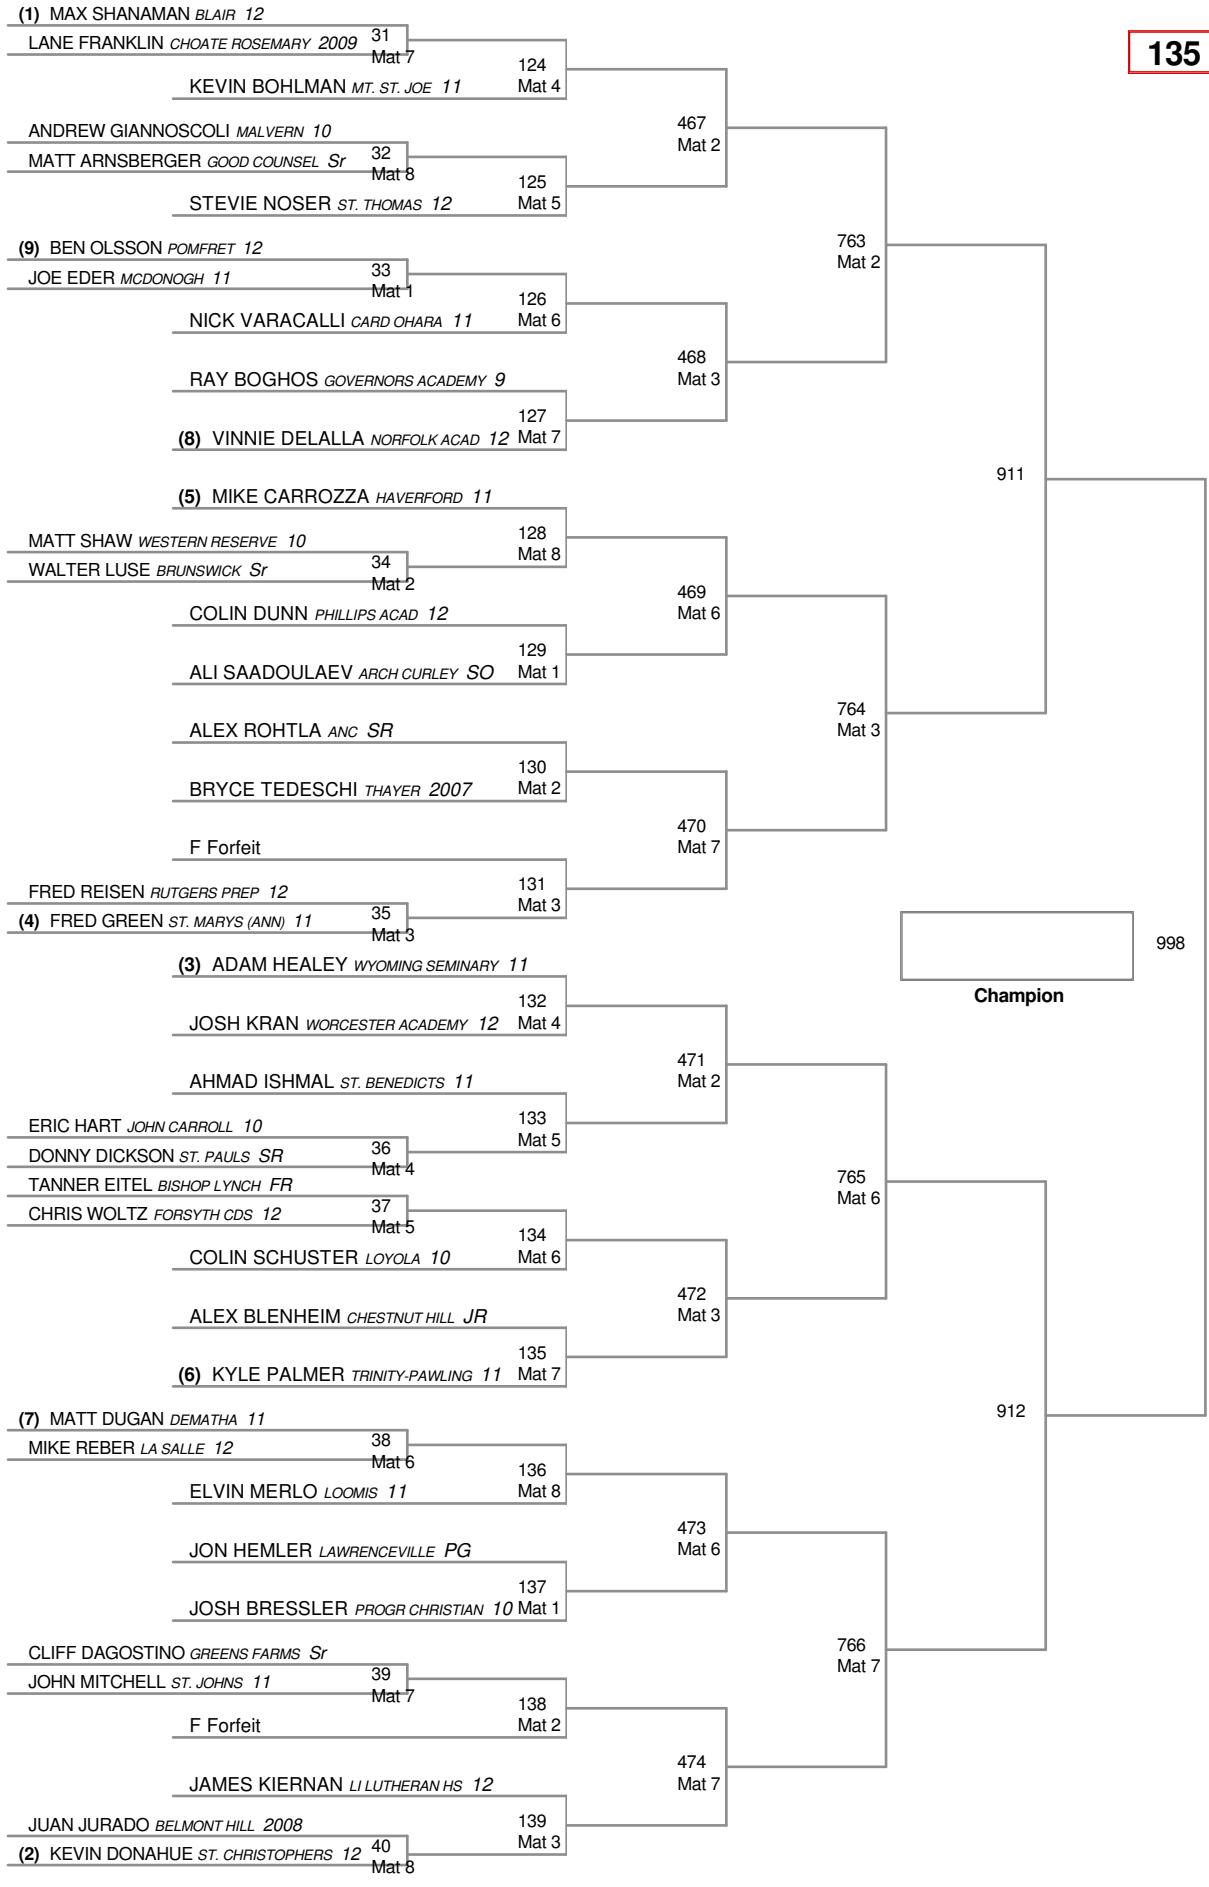 (1) MAX SHANAMAN BLAIR 12
135
LANE FRANKLIN CHOATE ROSEMARY 2009
31
Mat 7
124
Mat 4
KEVIN BOHLMAN MT. ST. JOE 11
467
Mat 2
ANDREW GIANNOSCOLI MALVERN 10
MATT ARNSBERGER GOOD COUNSEL Sr
32
Mat 8
125
Mat 5
STEVIE NOSER ST. THOMAS 12
763
Mat 2
(9) BEN OLSSON POMFRET 12
JOE EDER MCDONOGH 11
33
Mat 1
126
Mat 6
NICK VARACALLI CARD OHARA 11
468
Mat 3
RAY BOGHOS GOVERNORS ACADEMY 9
127
Mat 7
(8) VINNIE DELALLA NORFOLK ACAD 12
911
(5) MIKE CARROZZA HAVERFORD 11
128
Mat 8
MATT SHAW WESTERN RESERVE 10
WALTER LUSE BRUNSWICK Sr
34
Mat 2
469
Mat 6
COLIN DUNN PHILLIPS ACAD 12
129
Mat 1
ALI SAADOULAEV ARCH CURLEY SO
764
Mat 3
ALEX ROHTLA ANC SR
130
Mat 2
BRYCE TEDESCHI THAYER 2007
470
Mat 7
F Forfeit
131
Mat 3
FRED REISEN RUTGERS PREP 12
(4) FRED GREEN ST. MARYS (ANN) 11
35
Mat 3
998
Champion
(3) ADAM HEALEY WYOMING SEMINARY 11
132
Mat 4
JOSH KRAN WORCESTER ACADEMY 12
471
Mat 2
AHMAD ISHMAL ST. BENEDICTS 11
133
Mat 5
ERIC HART JOHN CARROLL 10
DONNY DICKSON ST. PAULS SR
36
Mat 4
765
Mat 6
TANNER EITEL BISHOP LYNCH FR
CHRIS WOLTZ FORSYTH CDS 12
37
Mat 5
134
Mat 6
COLIN SCHUSTER LOYOLA 10
472
Mat 3
ALEX BLENHEIM CHESTNUT HILL JR
135
Mat 7
(6) KYLE PALMER TRINITY-PAWLING 11
912
(7) MATT DUGAN DEMATHA 11
MIKE REBER LA SALLE 12
38
Mat 6
136
Mat 8
ELVIN MERLO LOOMIS 11
473
Mat 6
JON HEMLER LAWRENCEVILLE PG
137
Mat 1
JOSH BRESSLER PROGR CHRISTIAN 10
766
Mat 7
CLIFF DAGOSTINO GREENS FARMS Sr
JOHN MITCHELL ST. JOHNS 11
39
Mat 7
138
Mat 2
F Forfeit
474
Mat 7
JAMES KIERNAN LI LUTHERAN HS 12
139
Mat 3
JUAN JURADO BELMONT HILL 2008
(2) KEVIN DONAHUE ST. CHRISTOPHERS 12
40
Mat 8